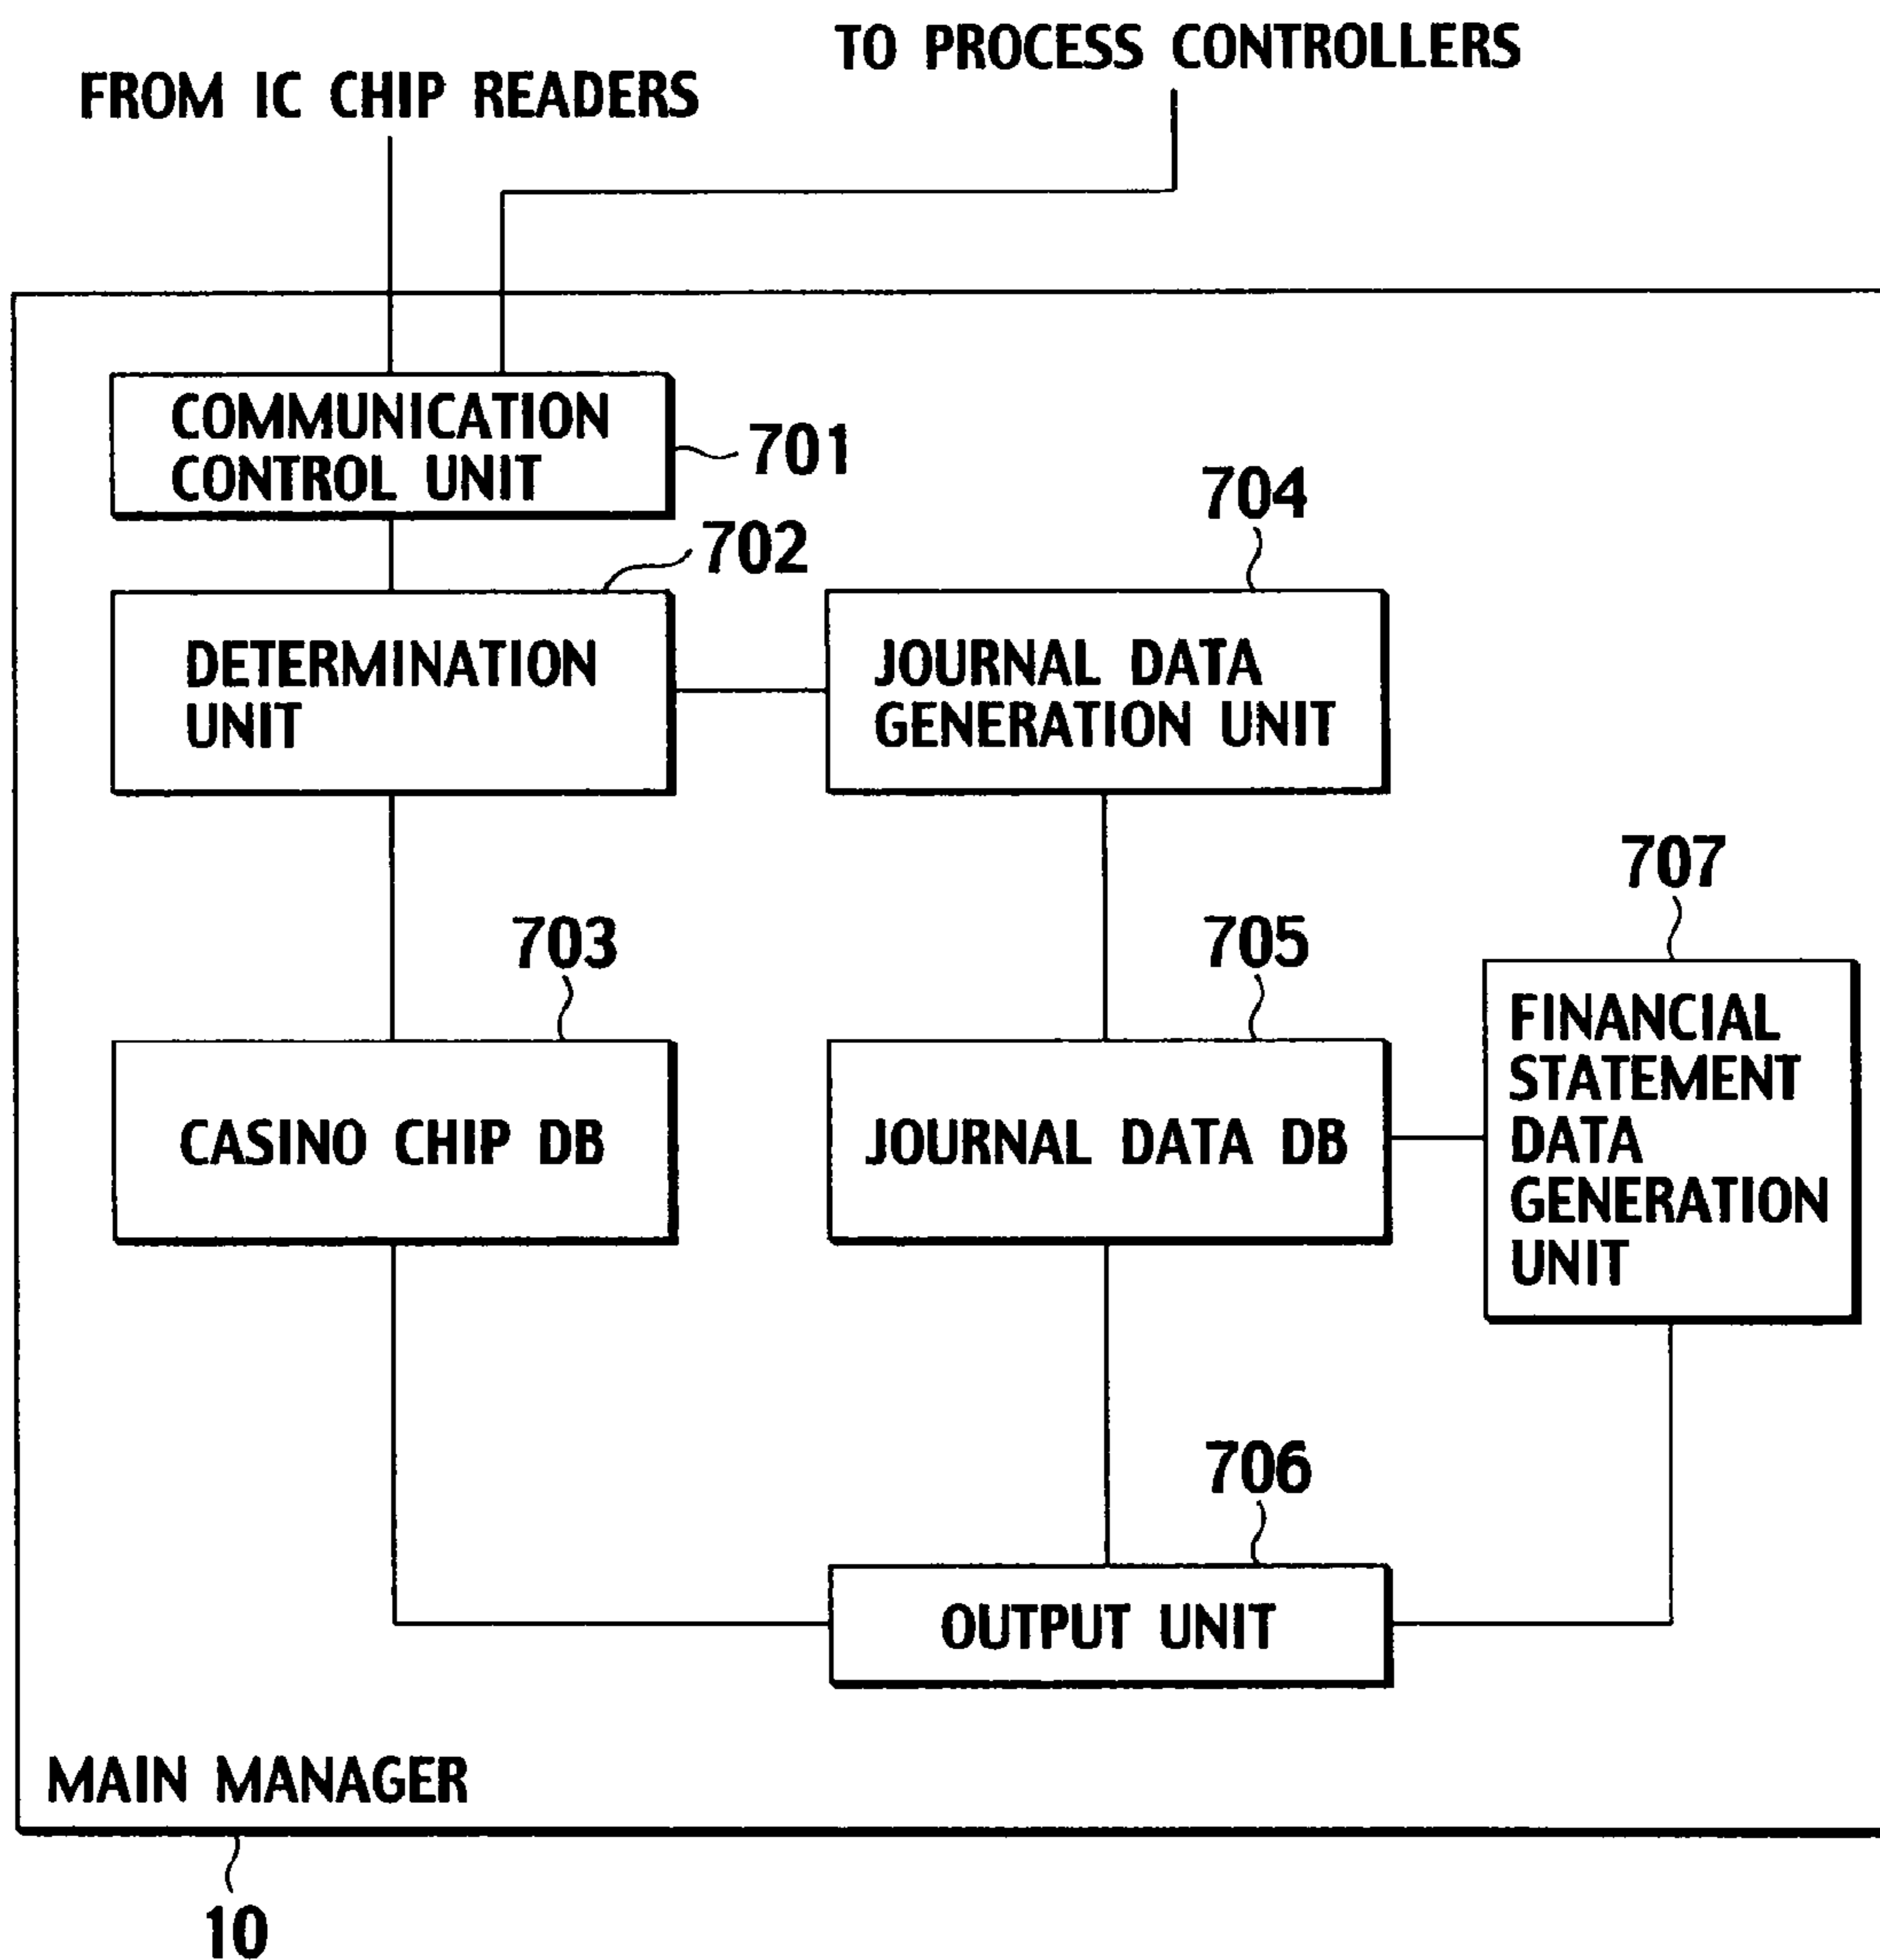 TO PROCESS CONTROLLERS
FROM IC CHIP READERS
COMMUNICATION
CONTROL UNIT
701
702
704
DETERMINATION
UNIT
JOURNAL DATA
GENERATION UNIT
703
705
707
CASINO CHIP DB
JOURNAL DATA DB
FINANCIAL
STATEMENT
DATA
GENERATION
UNIT
706
OUTPUT UNIT
MAIN MANAGER
10